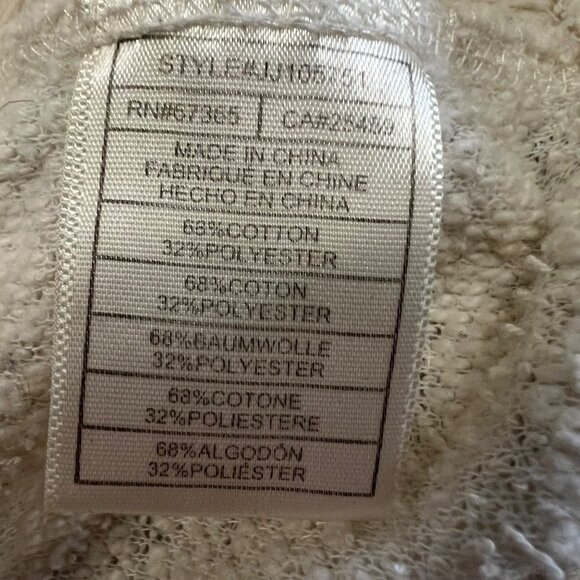 RN#67365
MADE IN CHINA
FABRIQUE EN CHINE
HECHO EN CHINA
68%COTTON
32%POLYESTER
68%COTON
32%POLYESTER
68%BAUMWOLLE
32%POLYESTER
68%COTONE
32%POLIESTERE
68%ALGODÓN
32%POLIÉSTER